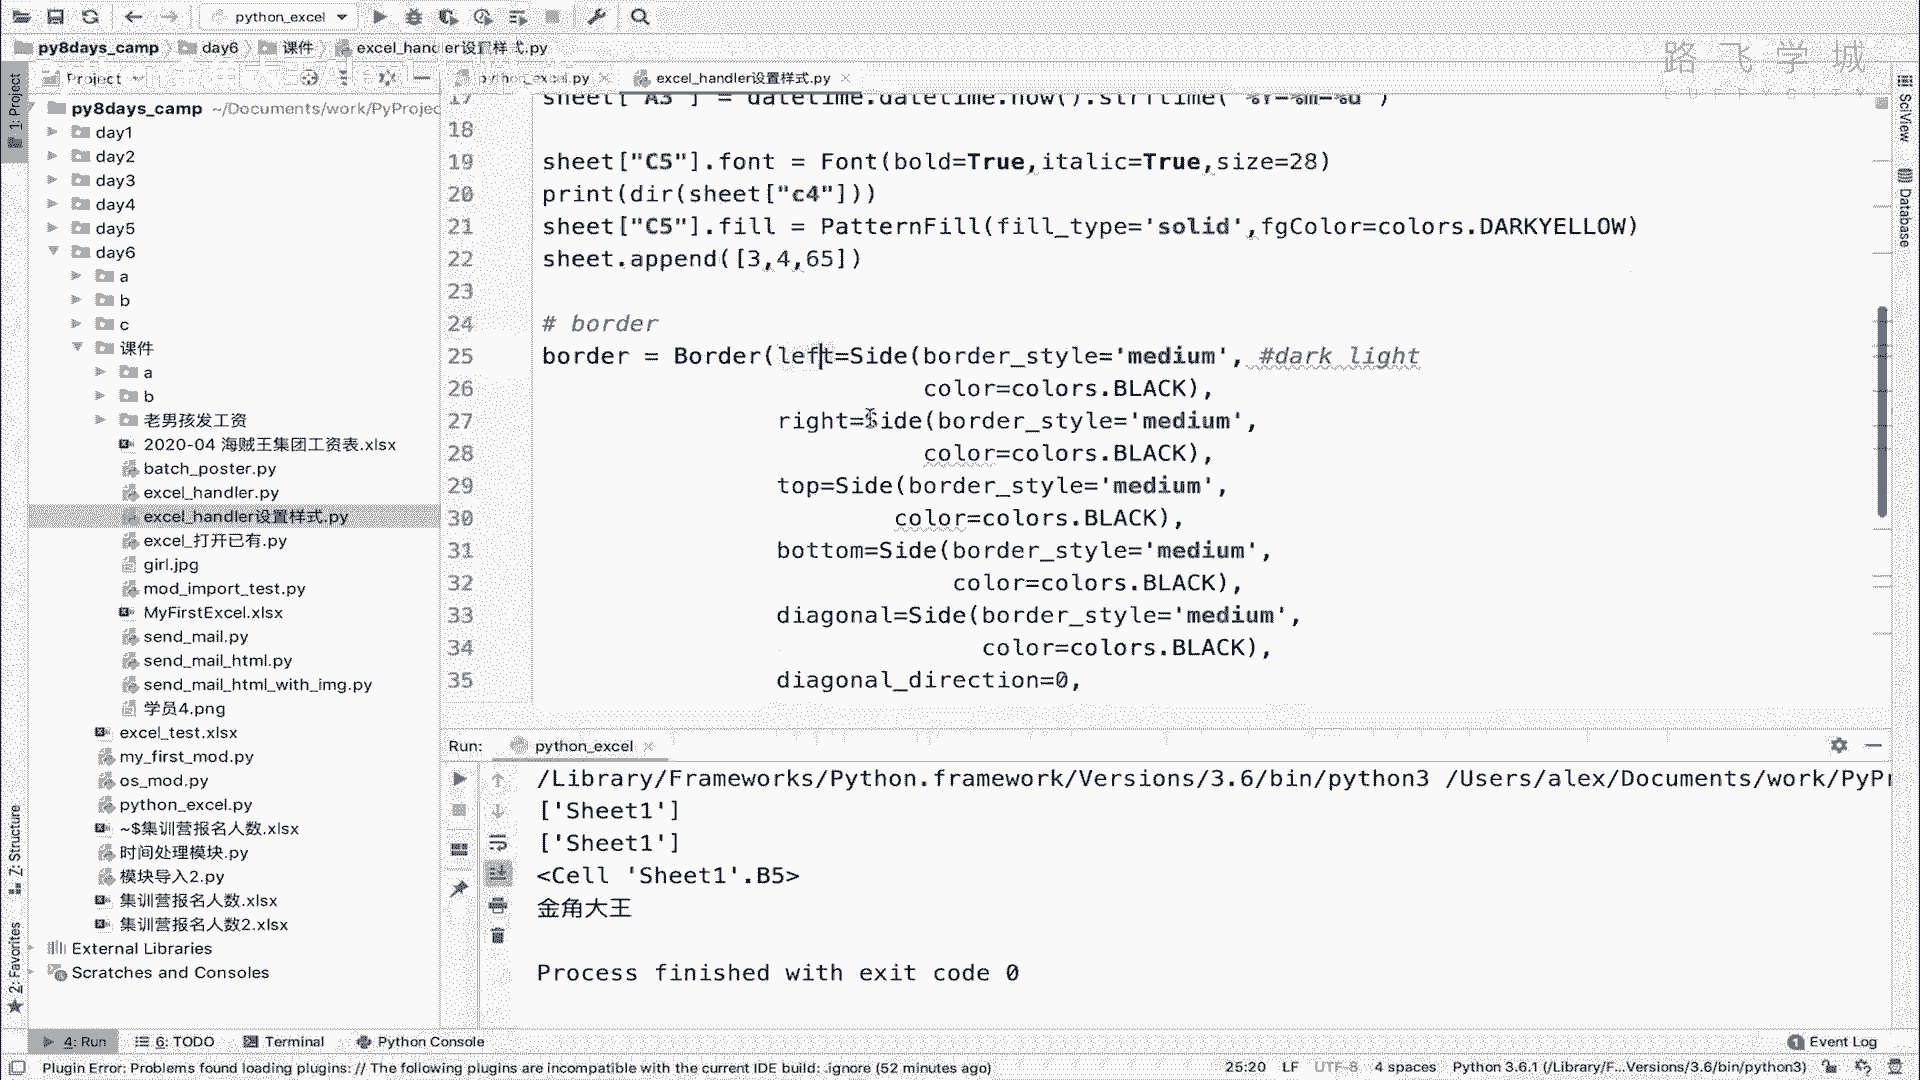 python_excel
py8days_camp day6 课件 excel_handler设置样式.py
Project
python_excel.py
excel_handler设置样式.py
路飞学城
1: Project
SciView
Database
py8days_camp ~/Documents/work/PyProjec
day1
day2
day3
day4
day5
day6
a
b
c
课件
a
b
老男孩发工资
2020-04 海贼王集团工资表.xlsx
batch_poster.py
excel_handler.py
excel_handler设置样式.py
excel_打开已有.py
girl.jpg
mod_import_test.py
MyFirstExcel.xlsx
send_mail.py
send_mail_html.py
send_mail_html_with_img.py
学员4.png
excel_test.xlsx
my_first_mod.py
os_mod.py
python_excel.py
~$集训营报名人数.xlsx
时间处理模块.py
模块导入2.py
集训营报名人数.xlsx
集训营报名人数2.xlsx
External Libraries
Scratches and Consoles
17 sheet["A3"] = datetime.datetime.now().strftime("%Y-%m-%d")
18
19 sheet["C5"].font = Font(bold=True,italic=True,size=28)
20 print(dir(sheet["c4"]))
21 sheet["C5"].fill = PatternFill(fill_type='solid',fgColor=colors.DARKYELLOW)
22 sheet.append([3,4,65])
23
24 # border
25 border = Border(left=Side(border_style='medium', #dark light
26 color=colors.BLACK),
27 right=Side(border_style='medium',
28 color=colors.BLACK),
29 top=Side(border_style='medium',
30 color=colors.BLACK),
31 bottom=Side(border_style='medium',
32 color=colors.BLACK),
33 diagonal=Side(border_style='medium',
34 color=colors.BLACK),
35 diagonal_direction=0,
Run: python_excel
/Library/Frameworks/Python.framework/Versions/3.6/bin/python3 /Users/alex/Documents/work/PyPr
['Sheet1']
['Sheet1']
<Cell 'Sheet1'.B5>
金角大王
Process finished with exit code 0
Z: Structure
2: Favorites
4: Run 6: TODO Terminal Python Console
1 Event Log
Plugin Error: Problems found loading plugins: // The following plugins are incompatible with the current IDE build: .ignore (52 minutes ago)
25:20 LF UTF-8 4 spaces Python 3.6.1 (/Library/F...Versions/3.6/bin/python3)